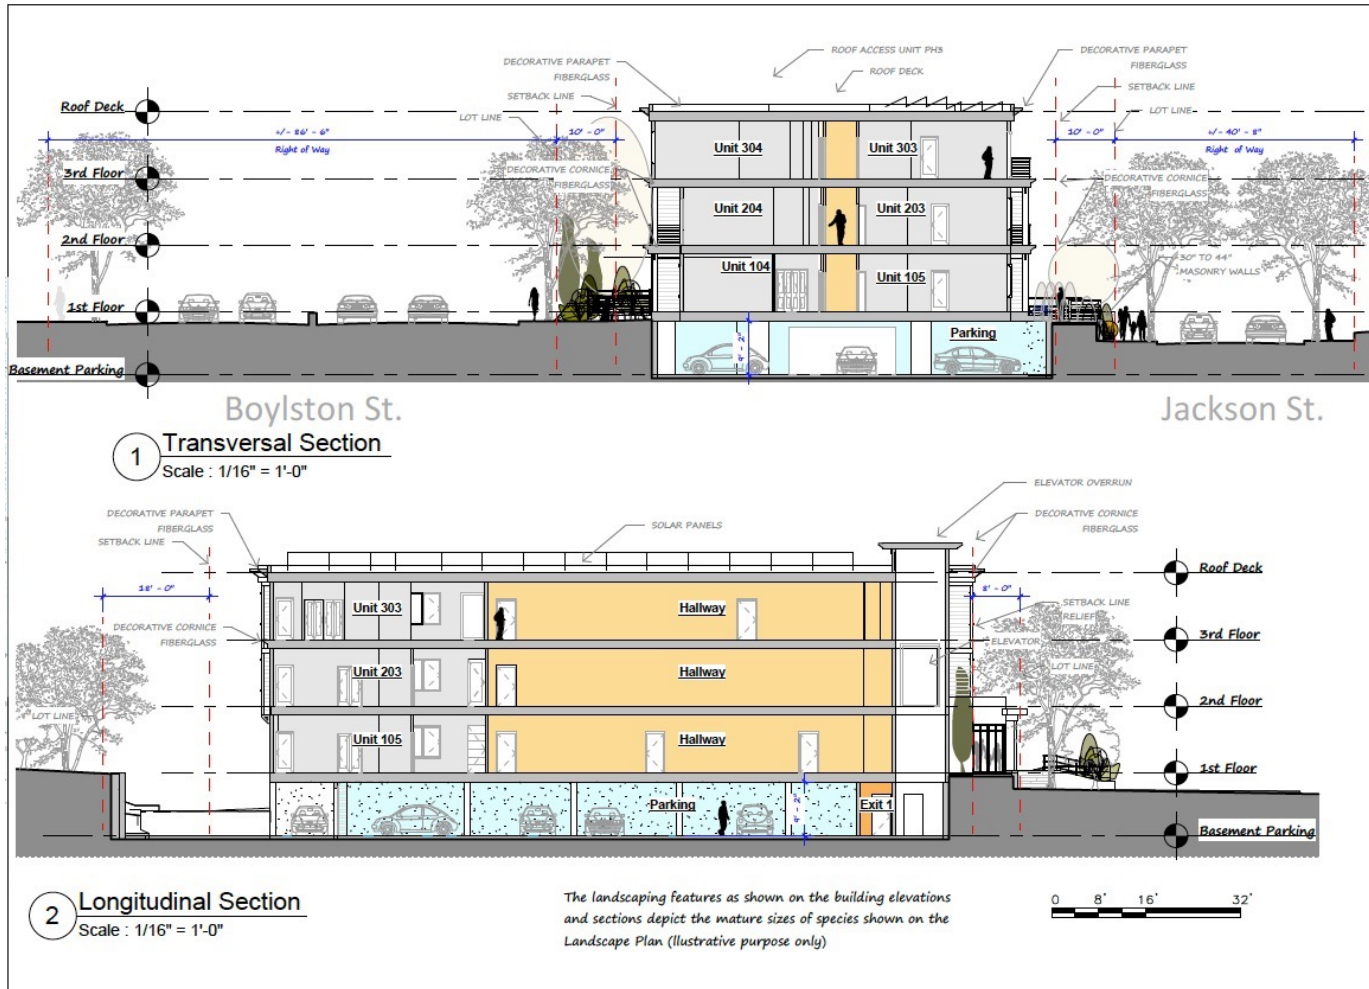 ROOF ACCESS UNIT PH3
DECORATIVE PARAPET
FIBERGLASS
ROOF DECK
DECORATIVE PARAPET
FIBERGLASS
SETBACK LINE
SETBACK LINE
LOT LINE
LOT LINE
Roof Deck
+/- 86' - 6"
Right of Way
10' - 0"
10' - 0"
+/- 40' - 8"
Right of Way
Unit 304
Unit 303
3rd Floor
DECORATIVE CORNICE
FIBERGLASS
DECORATIVE CORNICE
FIBERGLASS
Unit 204
Unit 203
2nd Floor
Unit 104
Unit 105
30" TO 44"
MASONRY WALLS
1st Floor
Parking
9' - 2"
Basement Parking
Boylston St.
Jackson St.
1
Transversal Section
Scale : 1/16" = 1'-0"
ELEVATOR OVERRUN
DECORATIVE PARAPET
FIBERGLASS
SETBACK LINE
SOLAR PANELS
DECORATIVE CORNICE
FIBERGLASS
Roof Deck
18' - 0"
8' - 0"
Unit 303
Hallway
SETBACK LINE
RELIEF
DECORATIVE CORNICE
FIBERGLASS
3rd Floor
ELEVATOR
LOT LINE
Unit 203
Hallway
2nd Floor
LOT LINE
Unit 105
Hallway
1st Floor
Parking
9' - 2"
Exit 1
Basement Parking
2
Longitudinal Section
Scale : 1/16" = 1'-0"
The landscaping features as shown on the building elevations
and sections depict the mature sizes of species shown on the
Landscape Plan (llustrative purpose only)
0 8' 16' 32'